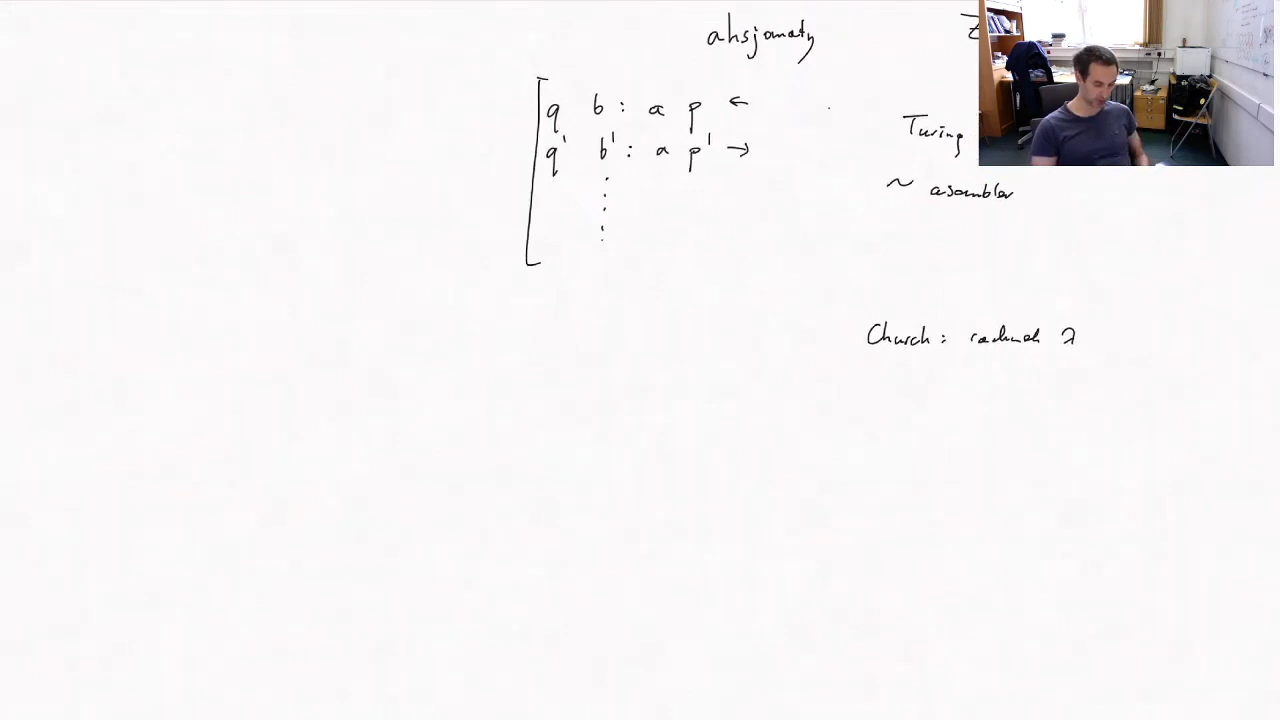 aksjomaty Z
q b : a p ←
q' b' : a p' →
Turing
~ asembler
Church : rachunek λ